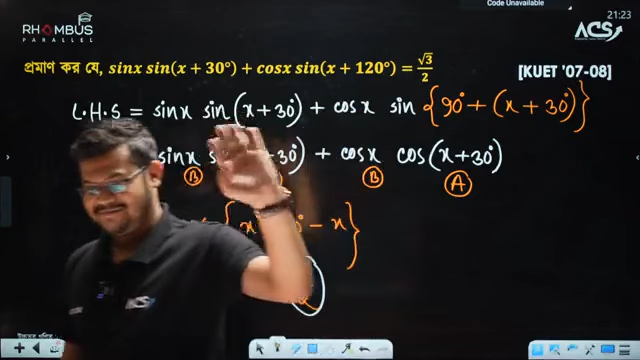 Code Unavailable
21:23
RHOMBUS
PARALLEL
ACS
প্রমাণ কর যে, sinx sin(x + 30°) + cosx sin(x + 120°) = √3/2
[KUET '07-08]
L.H.S = sinx sin(x+30°) + cosx sin{90°+(x+30°)}
sinx 30°) + cosx cos(x+30°)
B B A
- x}
ACS